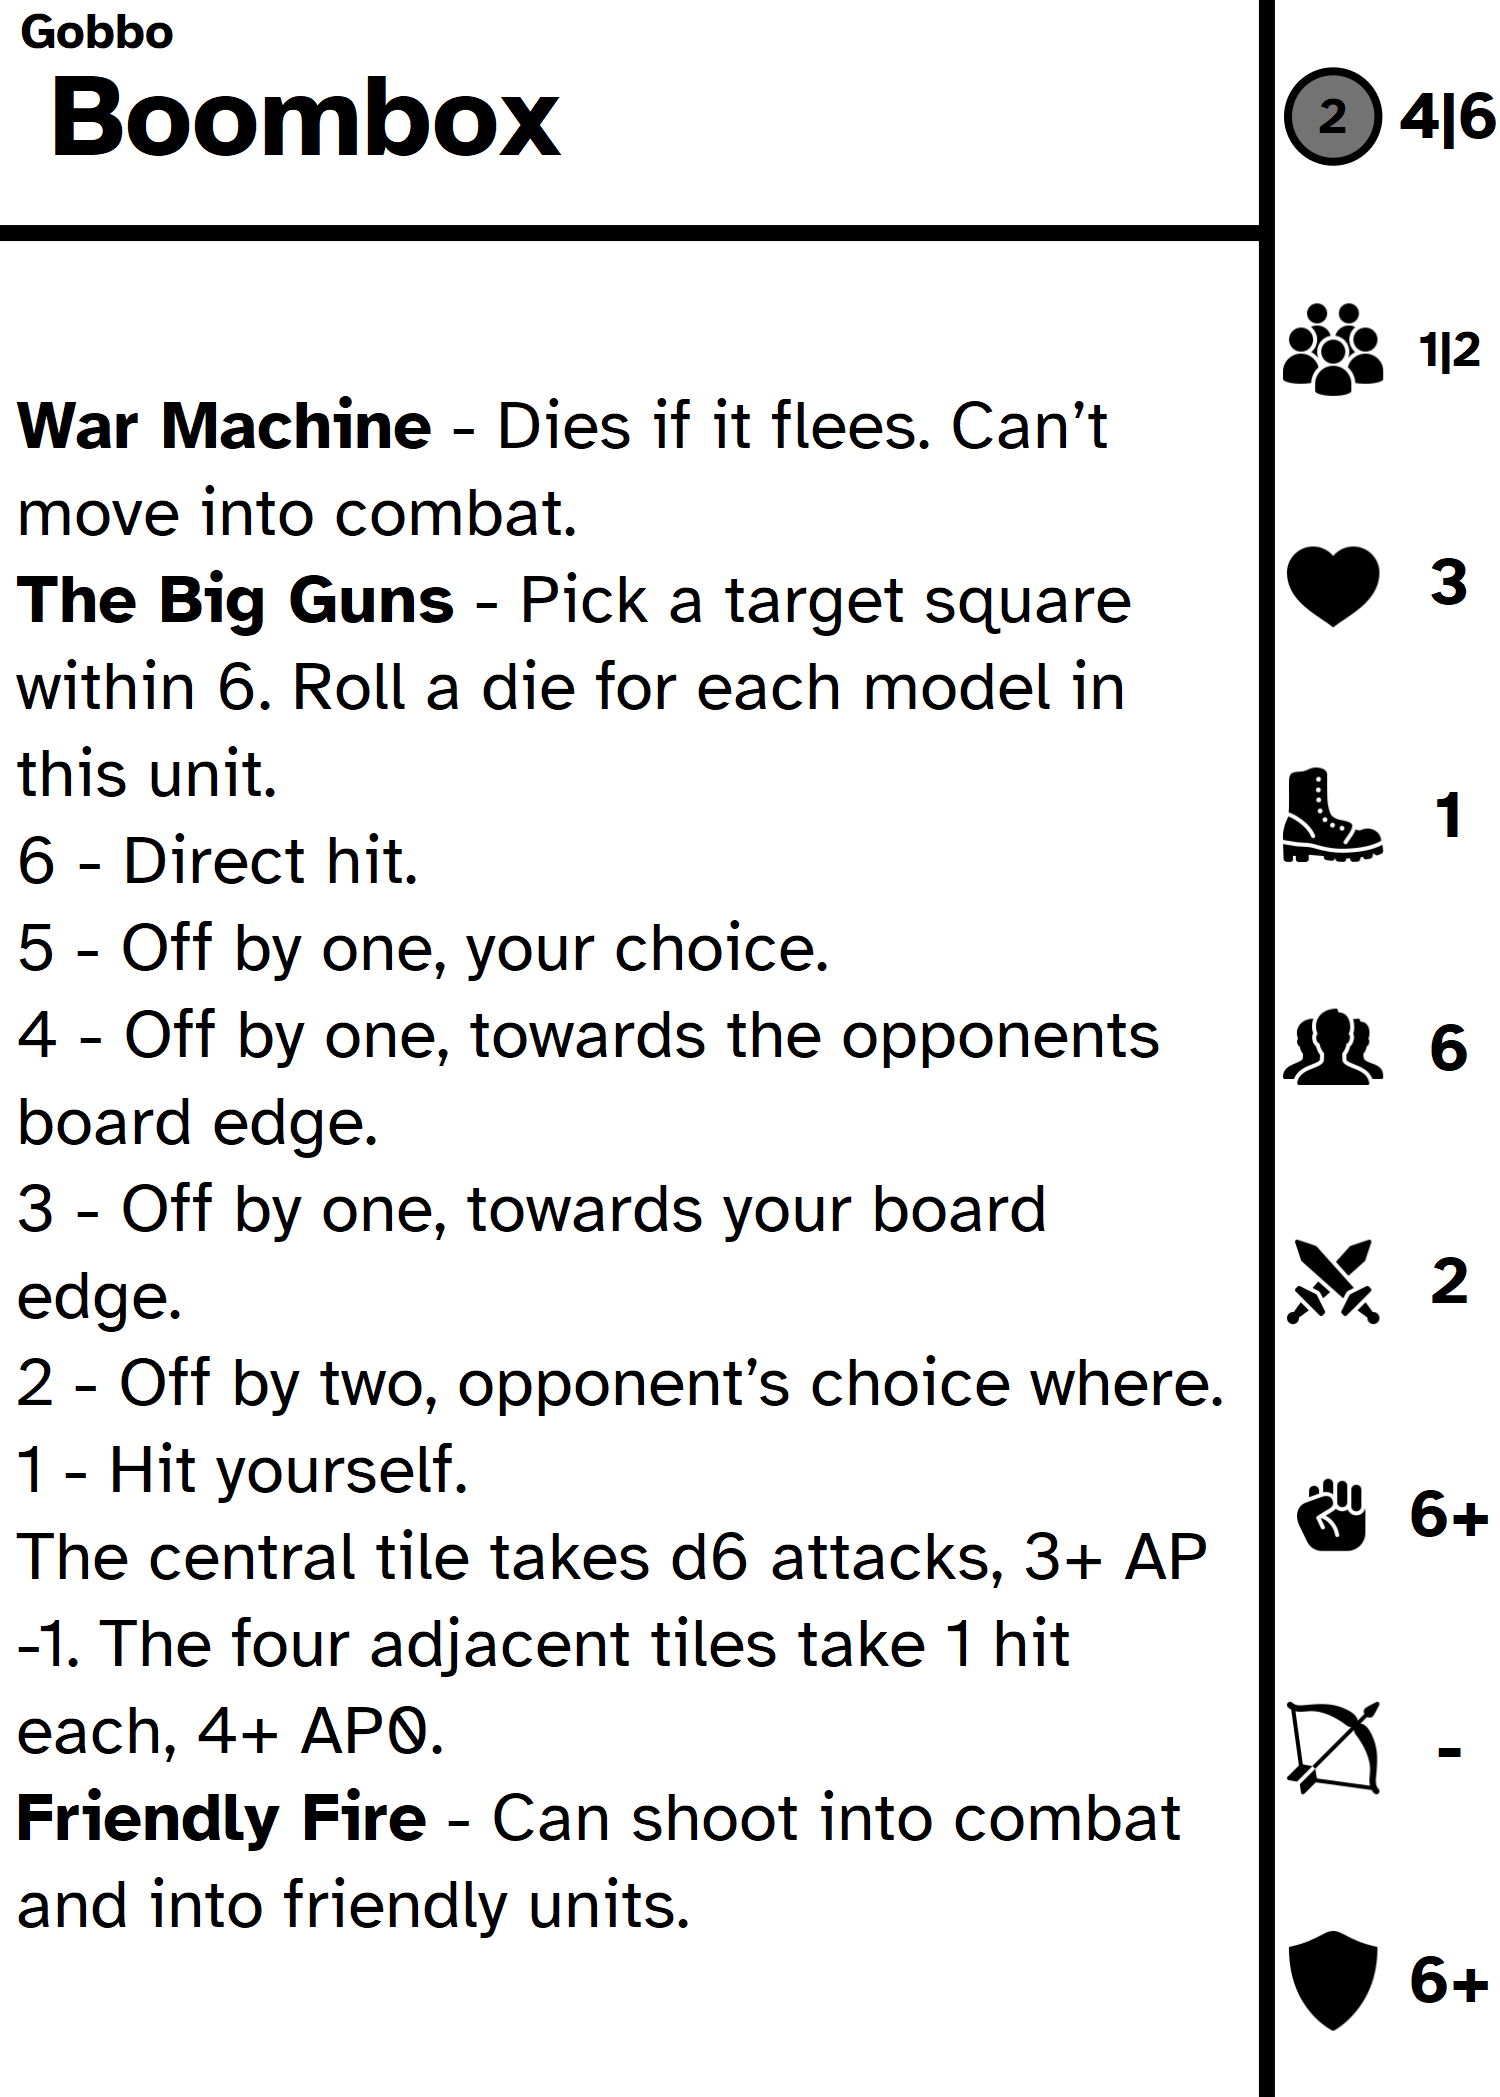 Gobbo
Boombox
2 4|6
1|2
War Machine - Dies if it flees. Can’t
move into combat.
The Big Guns - Pick a target square
within 6. Roll a die for each model in
this unit.
6 - Direct hit.
5 - Off by one, your choice.
4 - Off by one, towards the opponents
board edge.
3 - Off by one, towards your board
edge.
2 - Off by two, opponent’s choice where.
1 - Hit yourself.
The central tile takes d6 attacks, 3+ AP
-1. The four adjacent tiles take 1 hit
each, 4+ AP0.
Friendly Fire - Can shoot into combat
and into friendly units.
3
1
6
2
6+
-
6+